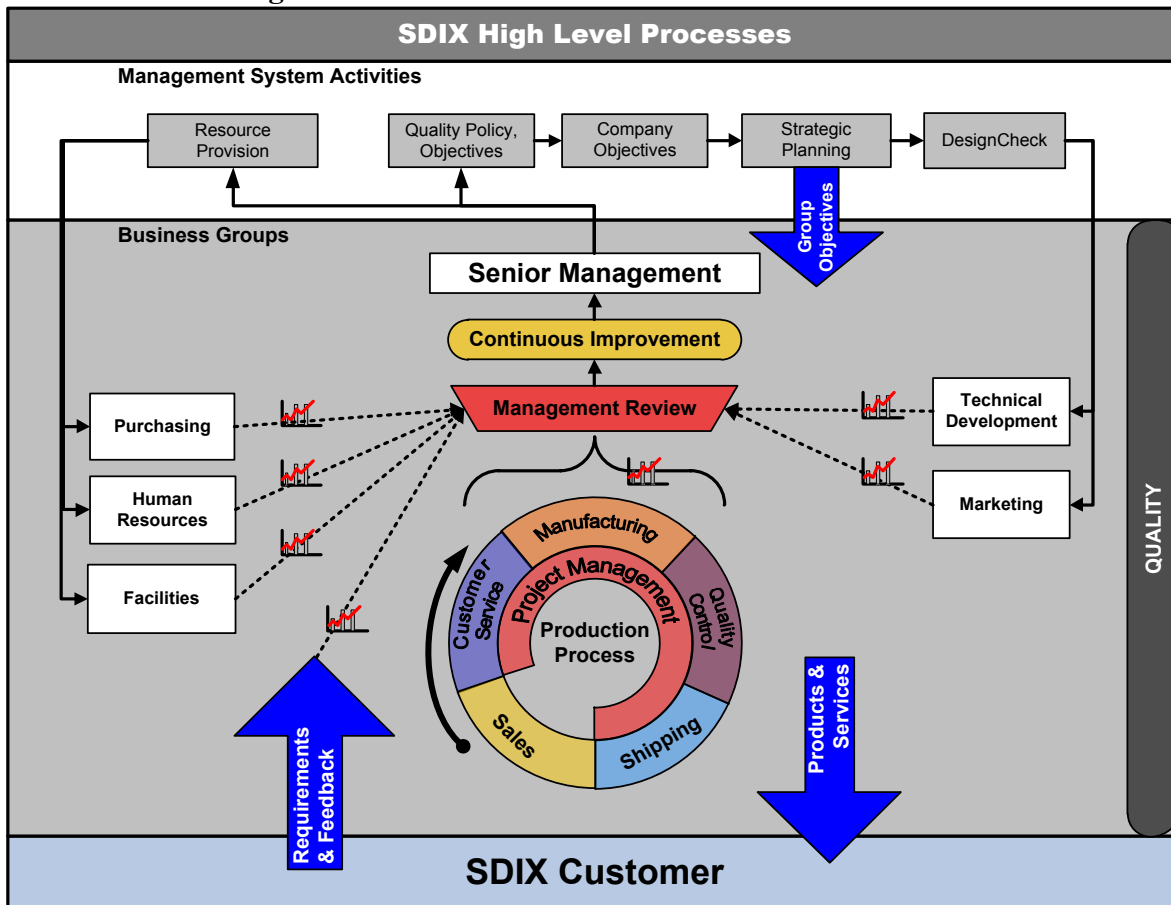 SDIX High Level Processes
Management System Activities
Resource
Provision
Quality Policy,
Objectives
Company
Objectives
Strategic
Planning
DesignCheck
Group
Objectives
Business Groups
Senior Management
Continuous Improvement
Management Review
Purchasing
Human
Resources
Facilities
Technical
Development
Marketing
QUALITY
Manufacturing
Project Management
Customer
Service
Quality
Control
Production
Process
Sales
Shipping
Requirements
& Feedback
Products &
Services
SDIX Customer